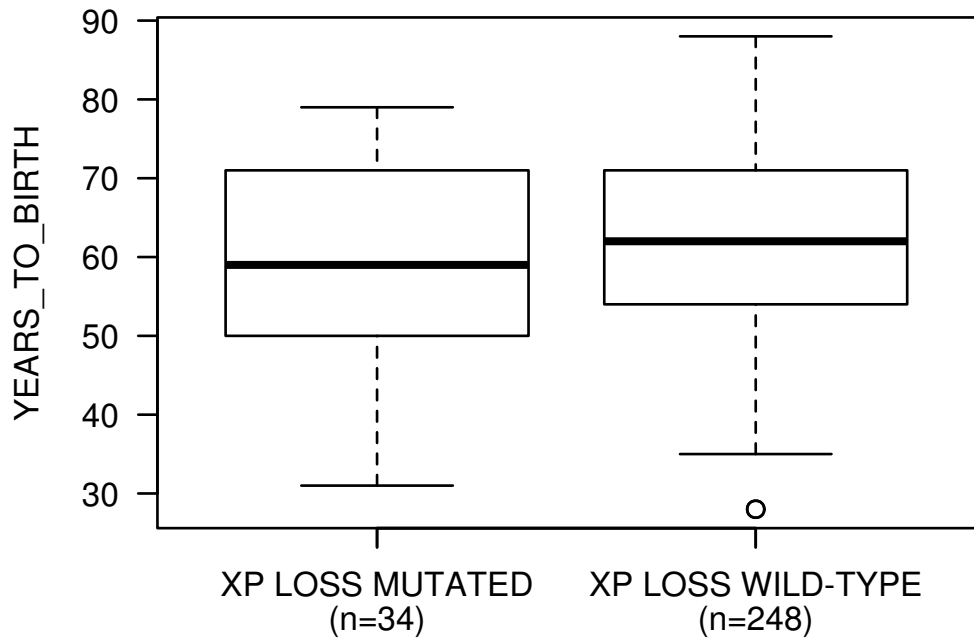 YEARS_TO_BIRTH
90
80
70
60
50
40
30
XP LOSS MUTATED
(n=34)
XP LOSS WILD-TYPE
(n=248)